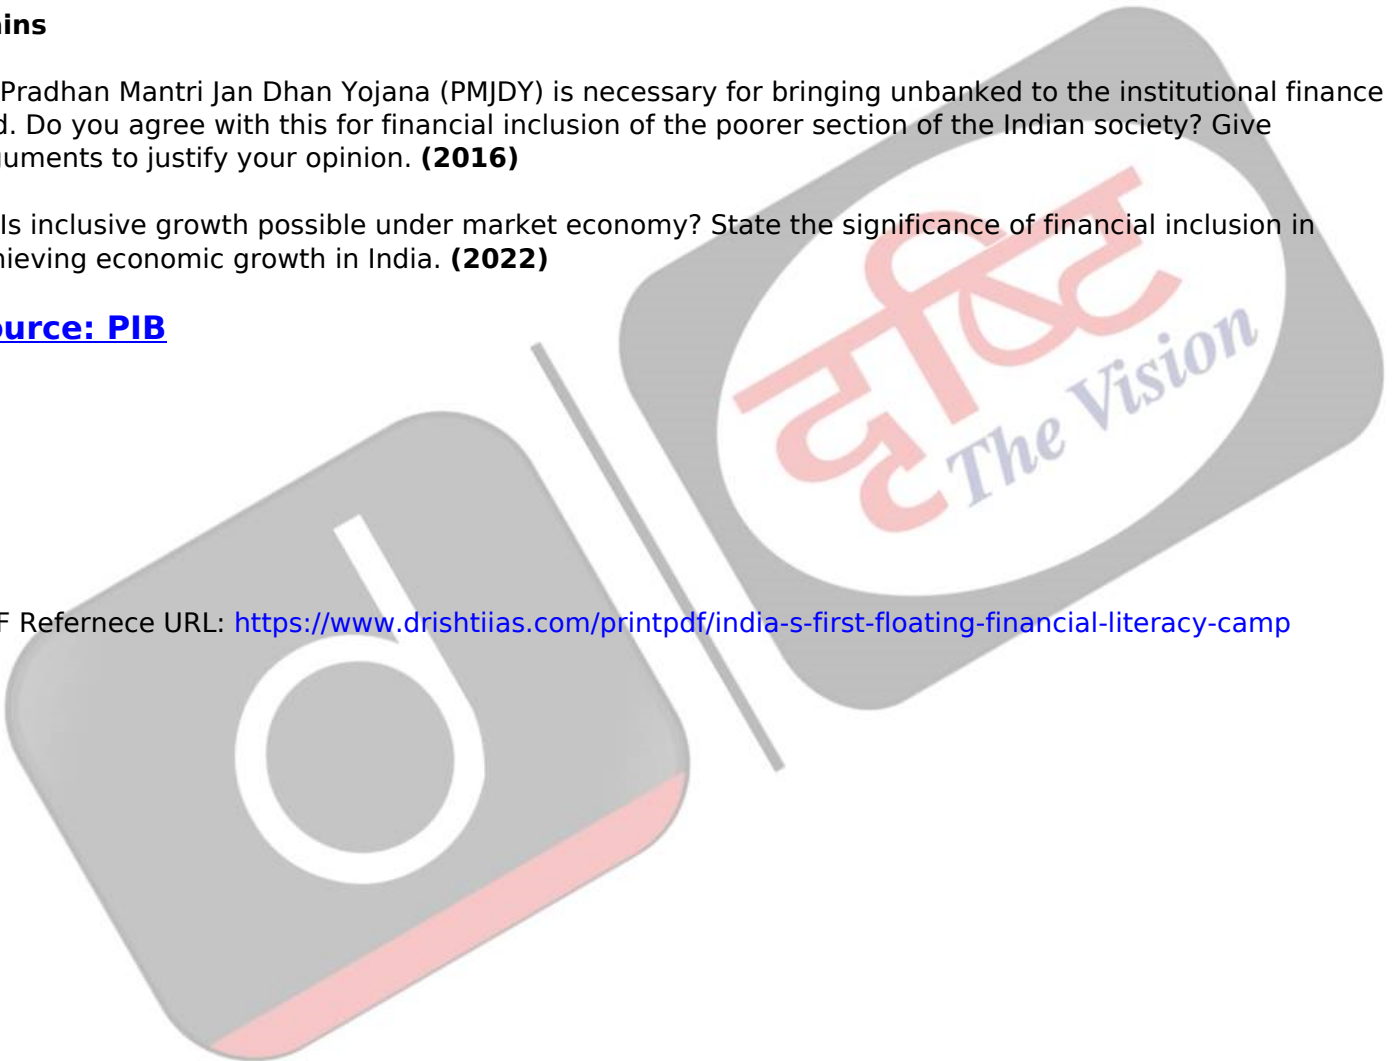 ins
Pradhan Mantri Jan Dhan Yojana (PMJDY) is necessary for bringing unbanked to the institutional finance
d. Do you agree with this for financial inclusion of the poorer section of the Indian society? Give
uments to justify your opinion. (2016)
Is inclusive growth possible under market economy? State the significance of financial inclusion in
hieving economic growth in India. (2022)
ource: PIB
दृष्टि
The Vision
d
F Refernece URL: https://www.drishtiias.com/printpdf/india-s-first-floating-financial-literacy-camp